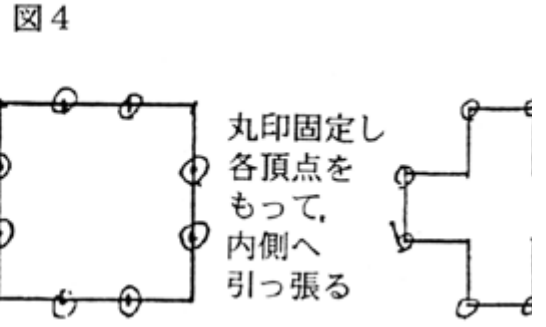 図4
丸印固定し
各頂点を
もって,
内側へ
引っ張る